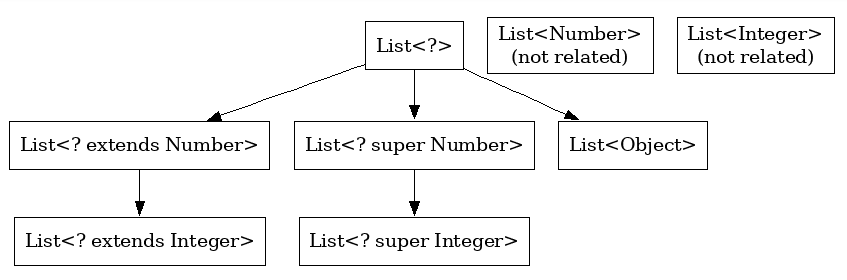 List<?>
List<Number>
(not related)
List<Integer>
(not related)
List<? extends Number>
List<? super Number>
List<Object>
List<? extends Integer>
List<? super Integer>